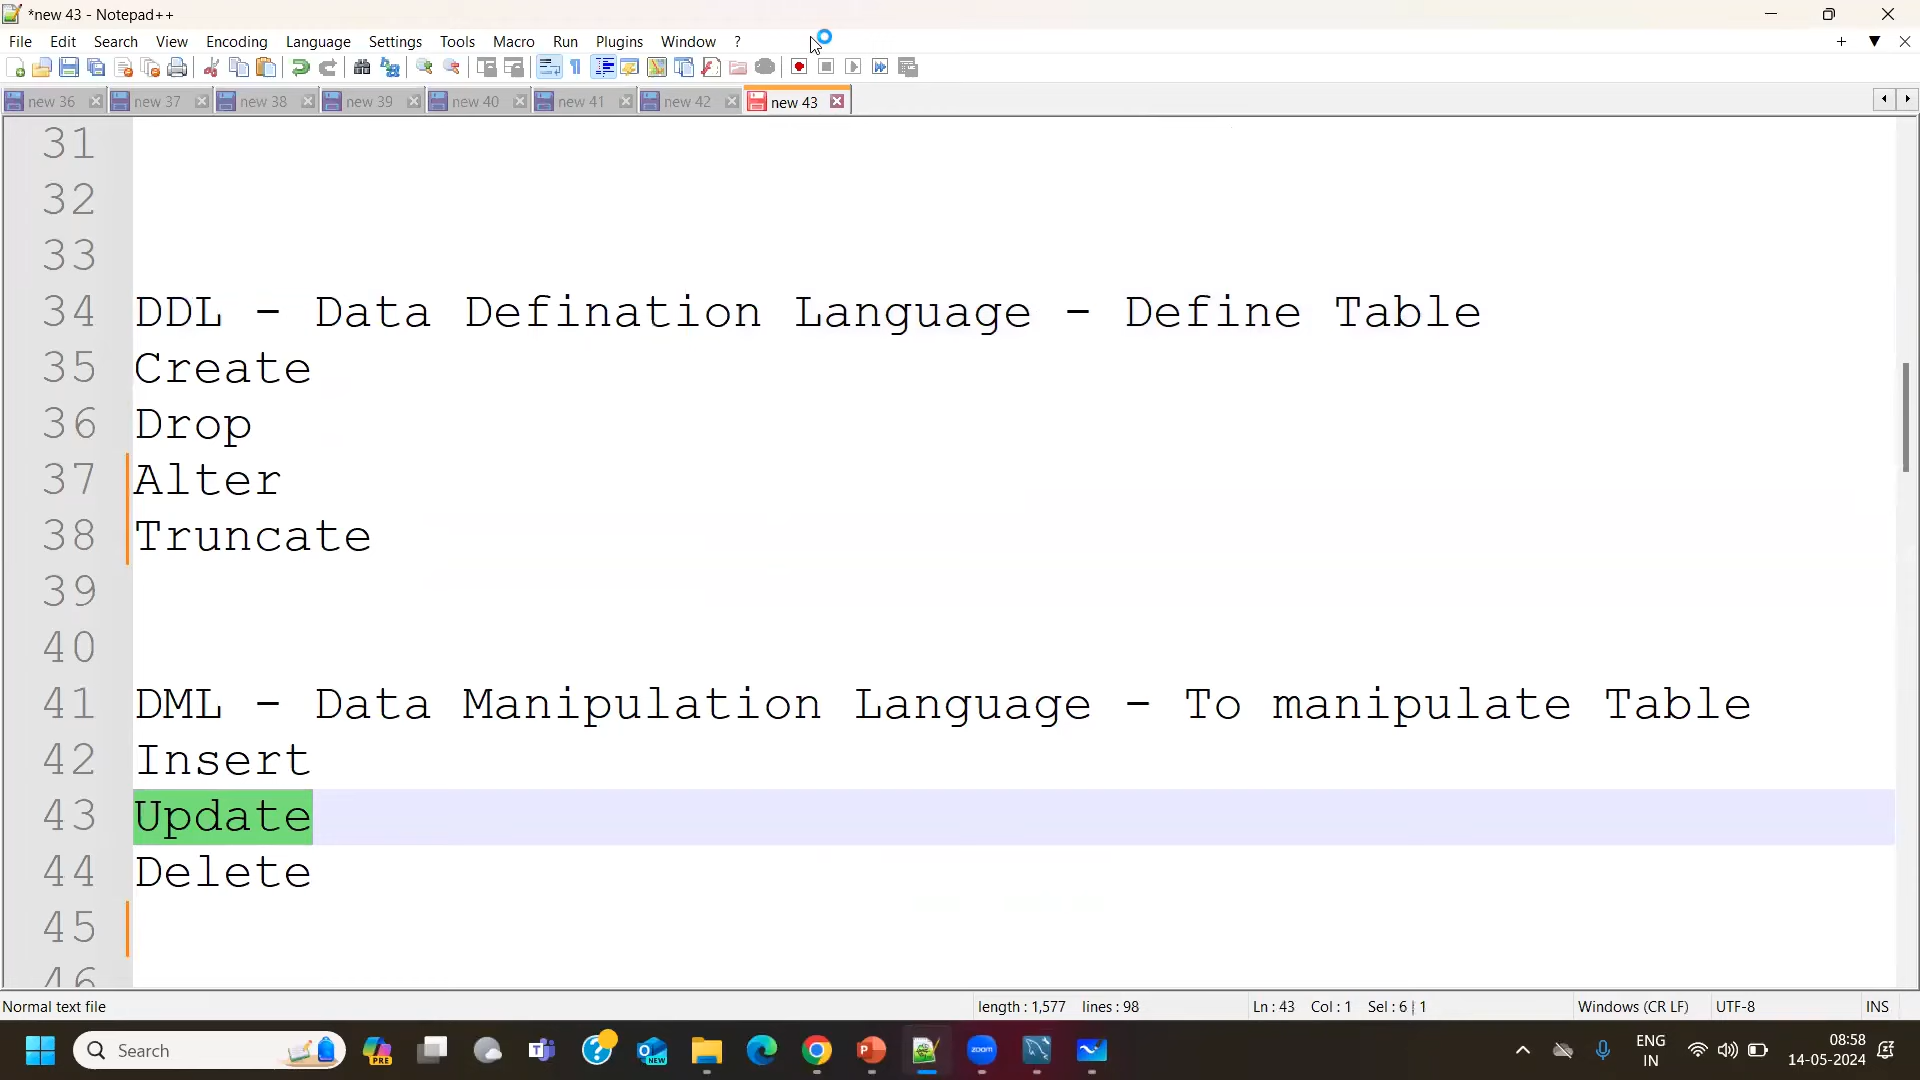 *new 43 - Notepad++
File Edit Search View Encoding Language Settings Tools Macro Run Plugins Window ?
new 36 new 37 new 38 new 39 new 40 new 41 new 42 new 43
31
32
33
34 DDL - Data Defination Language - Define Table
35 Create
36 Drop
37 Alter
38 Truncate
39
40
41 DML - Data Manipulation Language - To manipulate Table
42 Insert
43 Update
44 Delete
45
46
Normal text file length : 1,577 lines : 98 Ln : 43 Col : 1 Sel : 6 | 1 Windows (CR LF) UTF-8 INS
Search PRE NEW zoom ENG 08:58
IN 14-05-2024